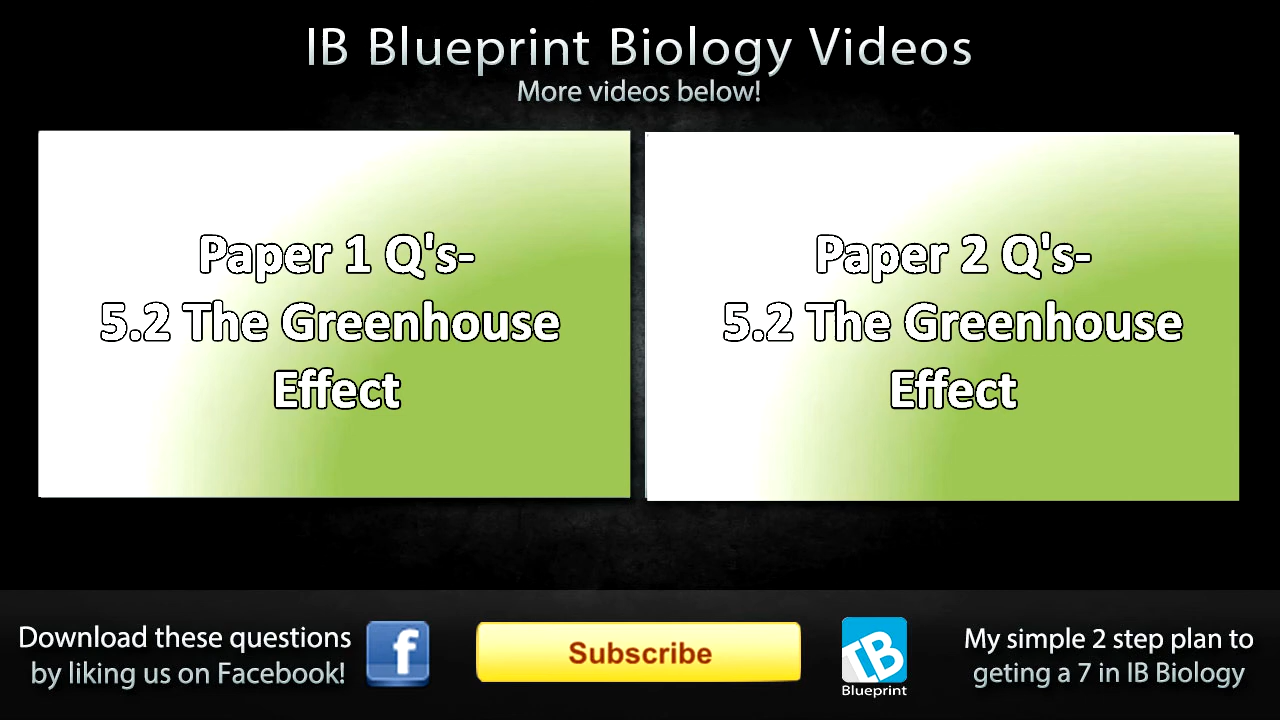 IB Blueprint Biology Videos
More videos below!
Paper 1 Q's-
5.2 The Greenhouse
Effect
Paper 2 Q's-
5.2 The Greenhouse
Effect
Download these questions
by liking us on Facebook!
f
Subscribe
IB
Blueprint
My simple 2 step plan to
geting a 7 in IB Biology